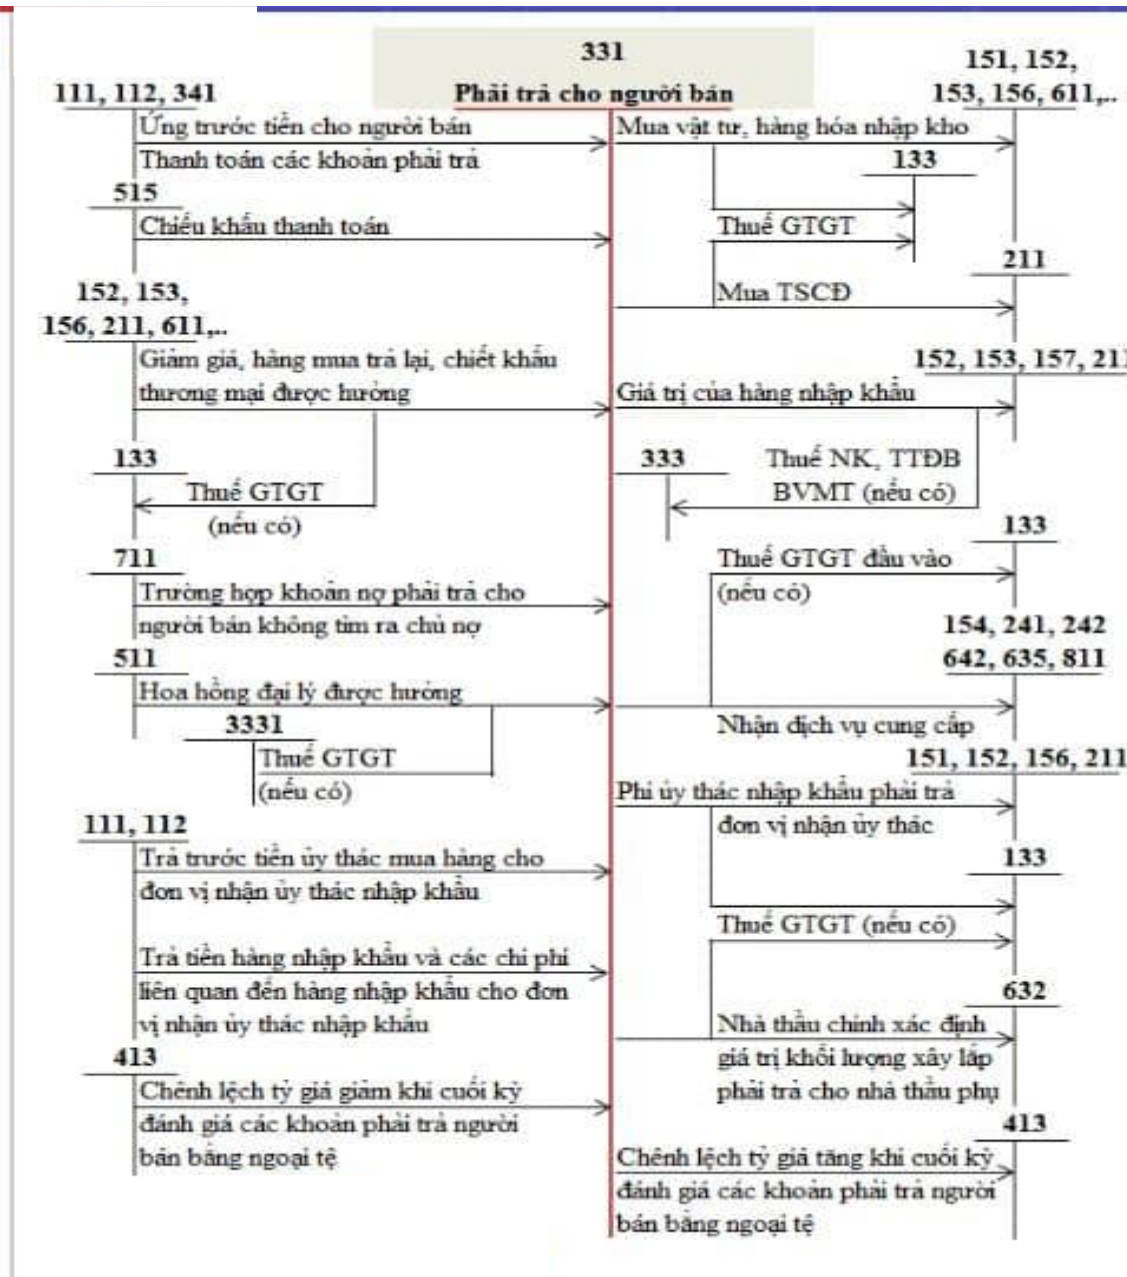 331
Phải trả cho người bán
111, 112, 341
Ứng trước tiền cho người bán
Thanh toán các khoản phải trả
515
Chiếu khấu thanh toán
152, 153,
156, 211, 611,..
Giảm giá, hàng mua trả lại, chiết khấu
thương mại được hưởng
133
Thuế GTGT
(nếu có)
711
Trường hợp khoản nợ phải trả cho
người bán không tìm ra chủ nợ
511
Hoa hồng đại lý được hưởng
3331
Thuế GTGT
(nếu có)
111, 112
Trả trước tiền ủy thác mua hàng cho
đơn vị nhận ủy thác nhập khẩu
Trả tiền hàng nhập khẩu và các chi phí
liên quan đến hàng nhập khẩu cho đơn
vị nhận ủy thác nhập khẩu
413
Chênh lệch tỷ giá giảm khi cuối kỳ
đánh giá các khoản phải trả người
bán bằng ngoại tệ
151, 152,
153, 156, 611,..
Mua vật tư, hàng hóa nhập kho
133
Thuế GTGT
211
Mua TSCĐ
152, 153, 157, 211
Giá trị của hàng nhập khẩu
333
Thuế NK, TTĐB
BVMT (nếu có)
133
Thuế GTGT đầu vào
(nếu có)
154, 241, 242
642, 635, 811
Nhận dịch vụ cung cấp
151, 152, 156, 211
Phí ủy thác nhập khẩu phải trả
đơn vị nhận ủy thác
133
Thuế GTGT (nếu có)
632
Nhà thầu chính xác định
giá trị khối lượng xây lắp
phải trả cho nhà thầu phụ
413
Chênh lệch tỷ giá tăng khi cuối kỳ
đánh giá các khoản phải trả người
bán bằng ngoại tệ